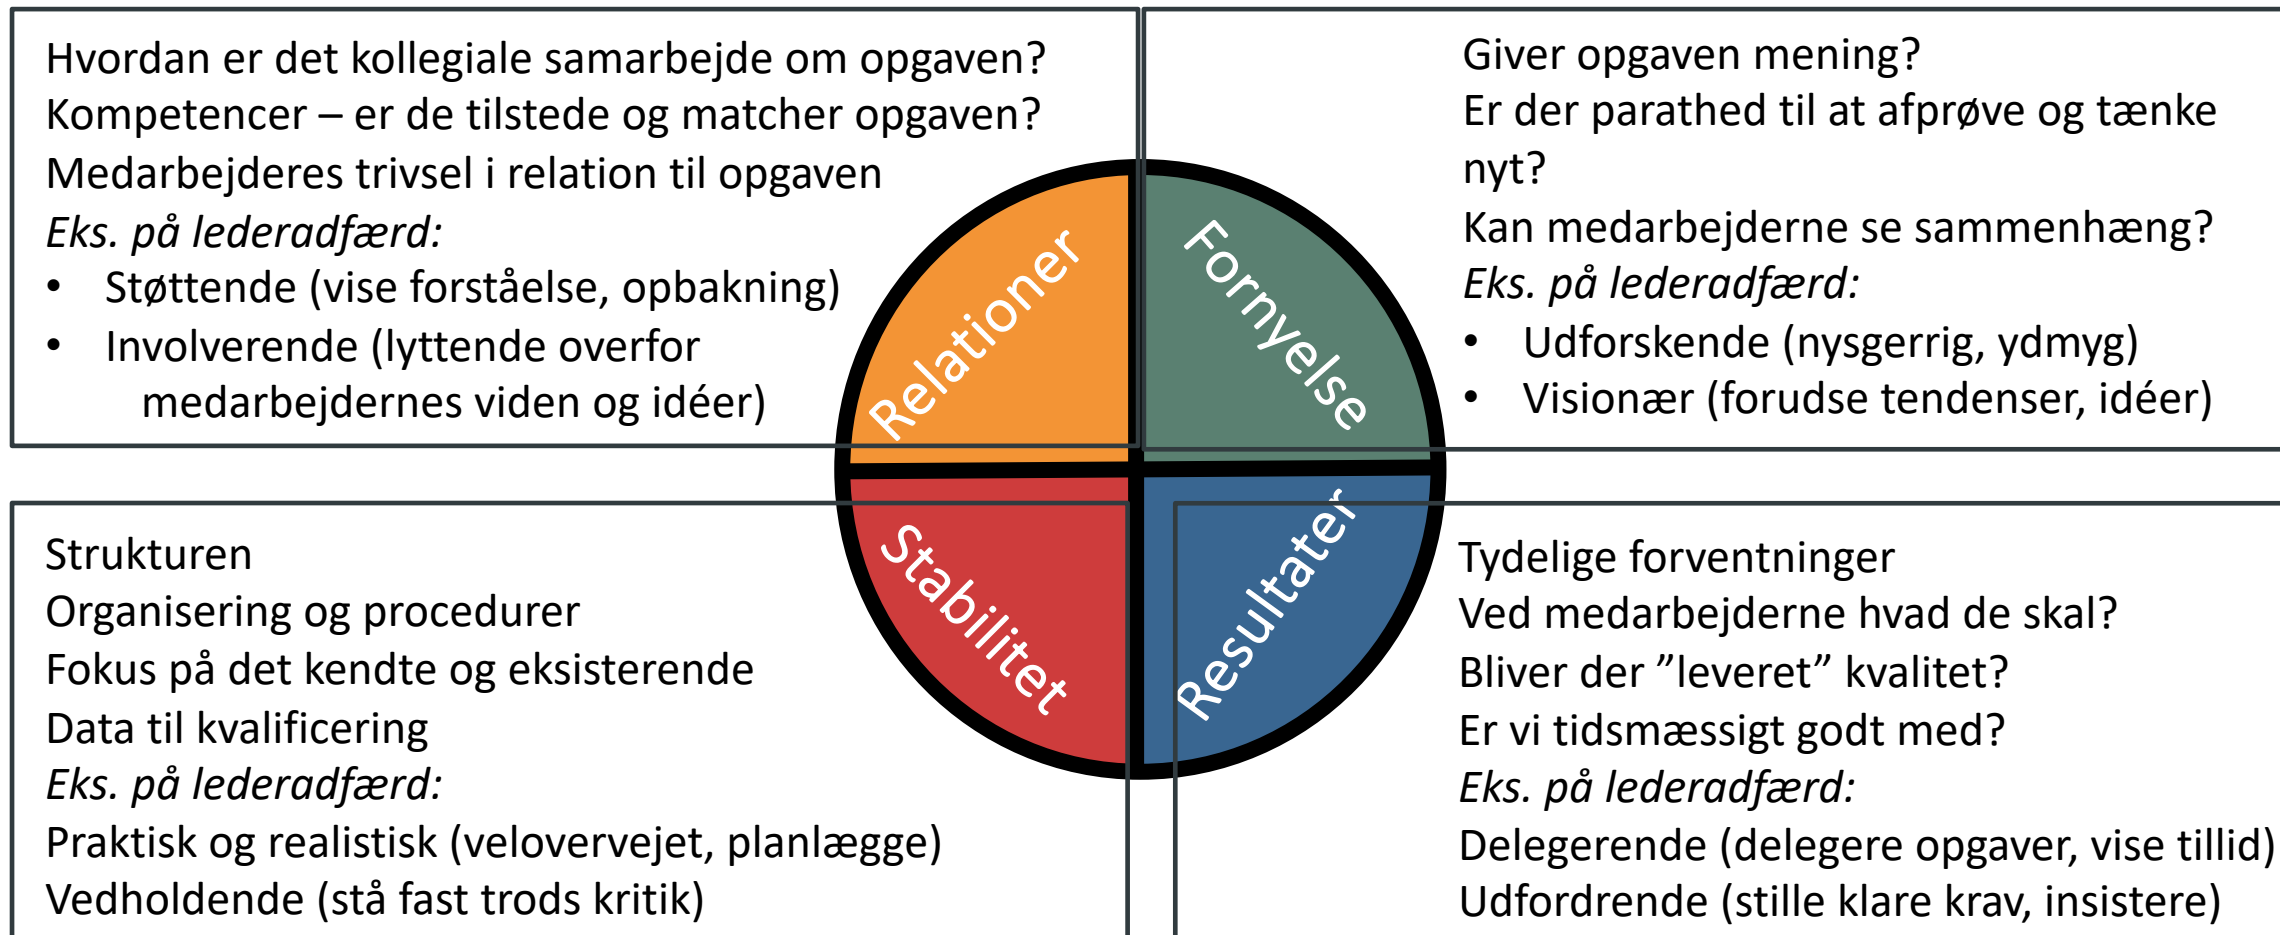 Hvordan er det kollegiale samarbejde om opgaven?
Kompetencer – er de tilstede og matcher opgaven?
Medarbejderes trivsel i relation til opgaven
Eks. på lederadfærd:
• Støttende (vise forståelse, opbakning)
• Involverende (lyttende overfor
medarbejdernes viden og idéer)
Giver opgaven mening?
Er der parathed til at afprøve og tænke
nyt?
Kan medarbejderne se sammenhæng?
Eks. på lederadfærd:
• Udforskende (nysgerrig, ydmyg)
• Visionær (forudse tendenser, idéer)
Relationer
Fornyelse
Stabilitet
Resultater
Strukturen
Organisering og procedurer
Fokus på det kendte og eksisterende
Data til kvalificering
Eks. på lederadfærd:
Praktisk og realistisk (velovervejet, planlægge)
Vedholdende (stå fast trods kritik)
Tydelige forventninger
Ved medarbejderne hvad de skal?
Bliver der ”leveret” kvalitet?
Er vi tidsmæssigt godt med?
Eks. på lederadfærd:
Delegerende (delegere opgaver, vise tillid)
Udfordrende (stille klare krav, insistere)